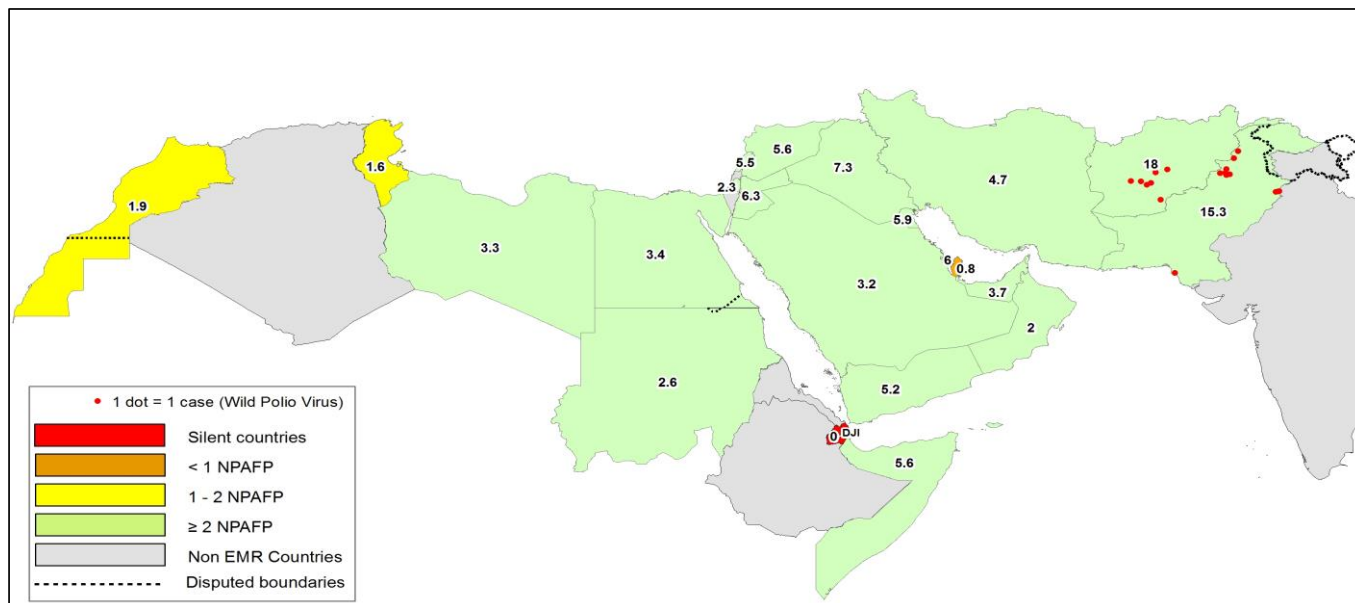 1.6
1.9
3.3
3.4
2.6
5.5
5.6
2.3
6.3
7.3
4.7
5.9
3.2
6
0.8
3.7
2
5.2
0
DJI
5.6
18
15.3
1 dot = 1 case (Wild Polio Virus)
Silent countries
< 1 NPAFP
1 - 2 NPAFP
≥ 2 NPAFP
Non EMR Countries
Disputed boundaries